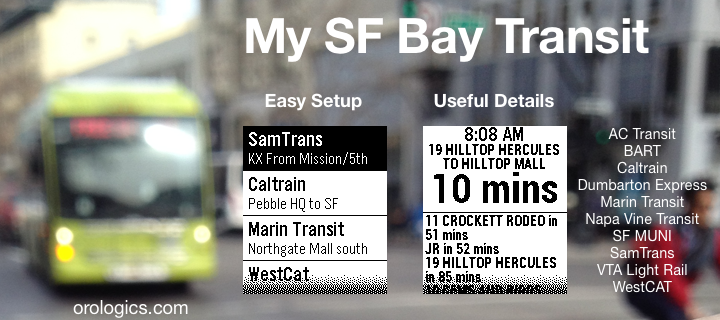 My SF Bay Transit
Easy Setup
SamTrans
KX From Mission/5th
Caltrain
Pebble HQ to SF
Marin Transit
Northgate Mall south
WestCat
Useful Details
8:08 AM
19 HILLTOP HERCULES
TO HILLTOP MALL
10 mins
11 CROCKETT RODEO in
51 mins
JR in 52 mins
19 HILLTOP HERCULES
in 85 mins
AC Transit
BART
Caltrain
Dumbarton Express
Marin Transit
Napa Vine Transit
SF MUNI
SamTrans
VTA Light Rail
WestCAT
orologics.com